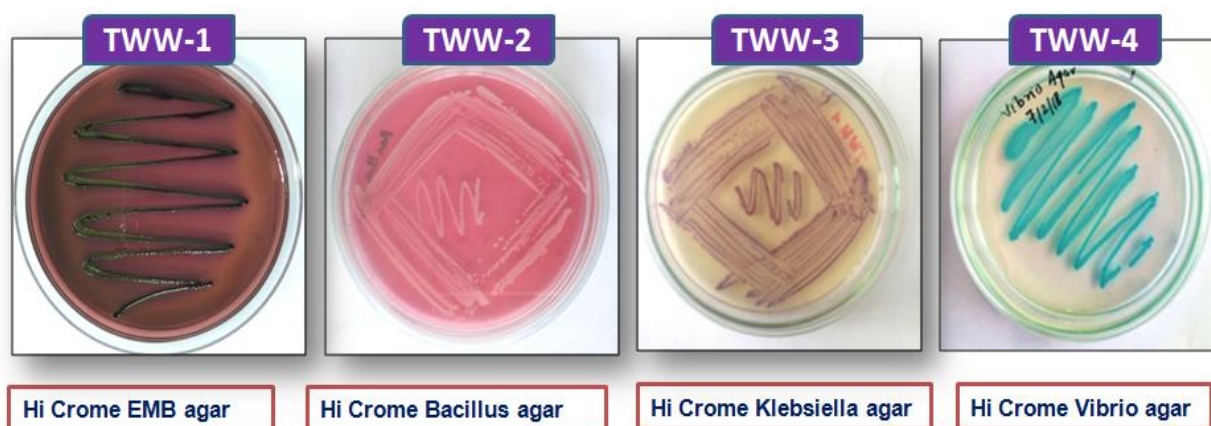 TWW-1
TWW-2
TWW-3
TWW-4
Vibrio Agar
7/2/18
Hi Crome EMB agar
Hi Crome Bacillus agar
Hi Crome Klebsiella agar
Hi Crome Vibrio agar